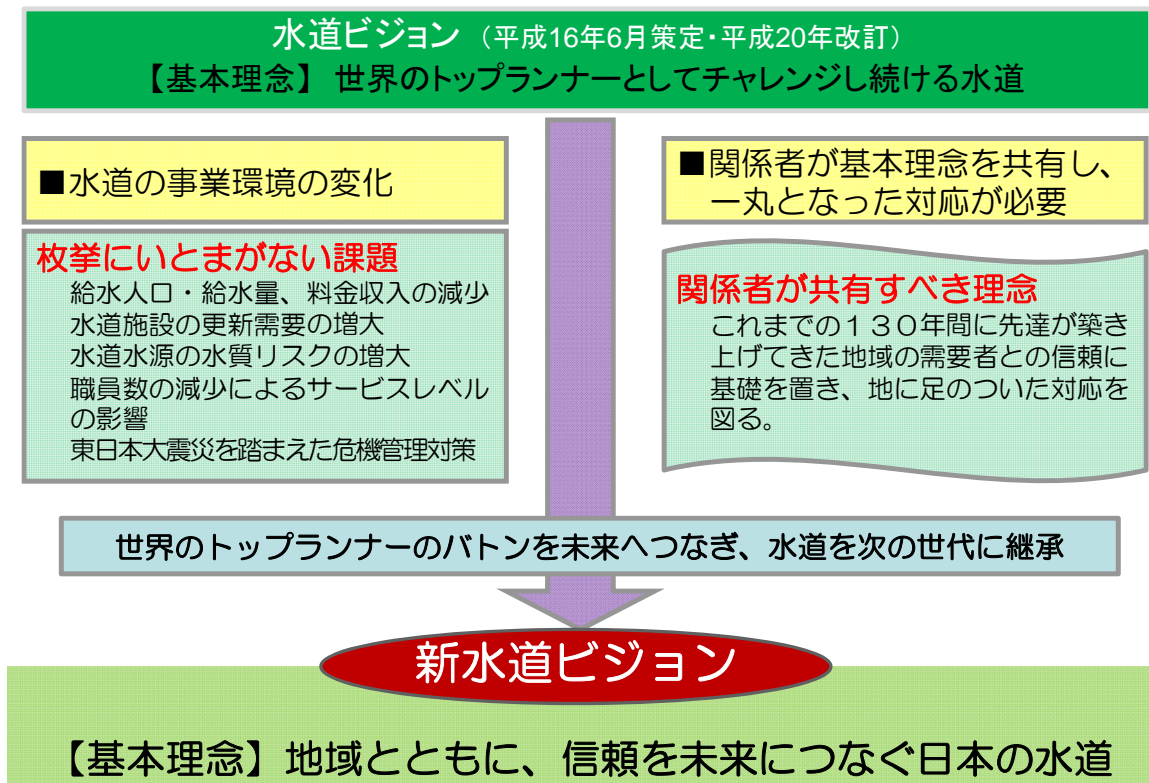 水道ビジョン（平成16年6月策定・平成20年改訂）
【基本理念】 世界のトップランナーとしてチャレンジし続ける水道
■水道の事業環境の変化
枚挙にいとまがない課題
給水人口・給水量、料金収入の減少
水道施設の更新需要の増大
水道水源の水質リスクの増大
職員数の減少によるサービスレベル
の影響
東日本大震災を踏まえた危機管理対策
■関係者が基本理念を共有し、
一丸となった対応が必要
関係者が共有すべき理念
これまでの１３０年間に先達が築き
上げてきた地域の需要者との信頼に
基礎を置き、地に足のついた対応を
図る。
世界のトップランナーのバトンを未来へつなぎ、水道を次の世代に継承
新水道ビジョン
【基本理念】地域とともに、信頼を未来につなぐ日本の水道